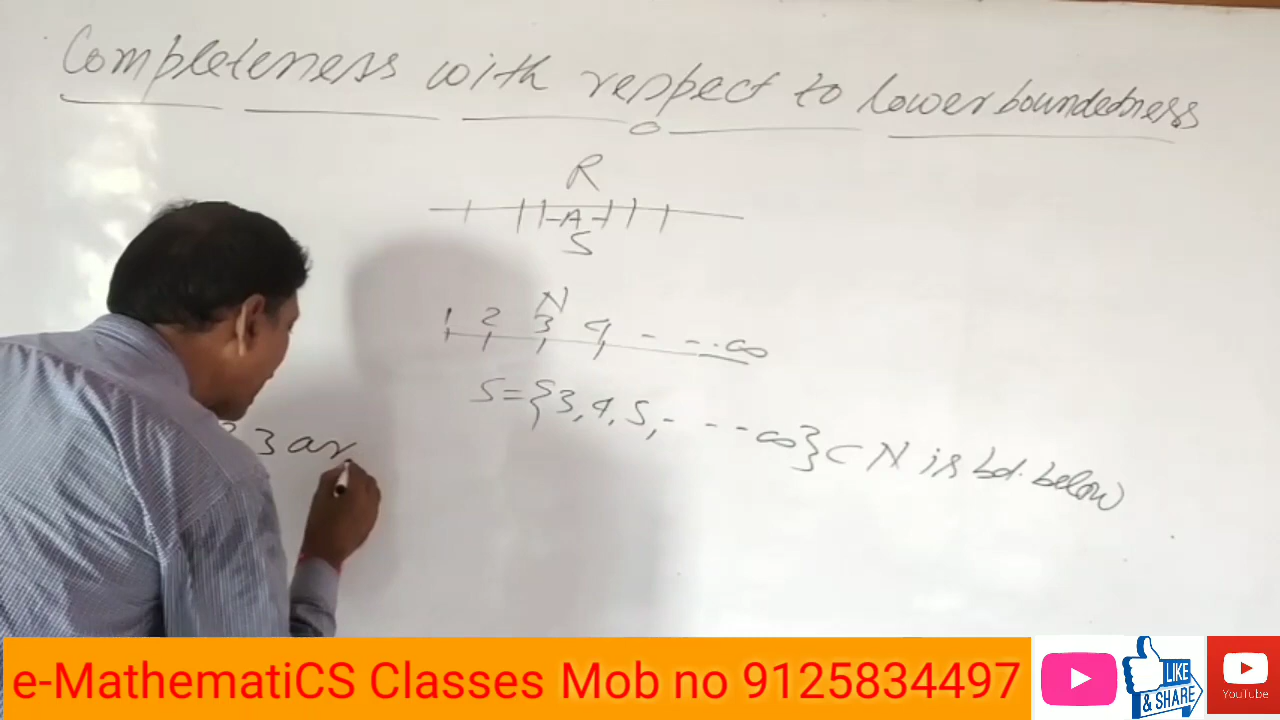 Completeness with respect to lower boundedness
R
A
S
N
1 2 3 4 - - .. ∞
S = {3, 4, 5, - - - - ∞} ⊂ N is bd. below
3 ar
e-MathematiCS Classes Mob no 9125834497
LIKE
& SHARE
YouTube